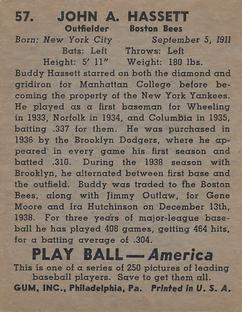 57. JOHN A. HASSETT
Outfielder Boston Bees
Born: New York City September 5, 1911
Bats: Left Throws: Left
Height: 5' 11" Weight: 180 lbs.
Buddy Hassett starred on both the diamond and
gridiron for Manhattan College before be-
coming the property of the New York Yankees.
He played as a first baseman for Wheeling
in 1933, Norfolk in 1934, and Columbus in 1935,
batting .337 for them. He was purchased in
1936 by the Brooklyn Dodgers, where he ap-
peared in every game his first season and
batted .310. During the 1938 season with
Brooklyn, he alternated between first base and
the outfield. Buddy was traded to the Boston
Bees, along with Jimmy Outlaw, for Gene
Moore and Ira Hutchinson on December 13th,
1938. For three years of major-league base-
ball he has played 408 games, getting 464 hits,
for a batting average of .304.
PLAY BALL—America
This is one of a series of 250 pictures of leading
baseball players. Save to get them all.
GUM, INC., Philadelphia, Pa. Printed in U. S. A.